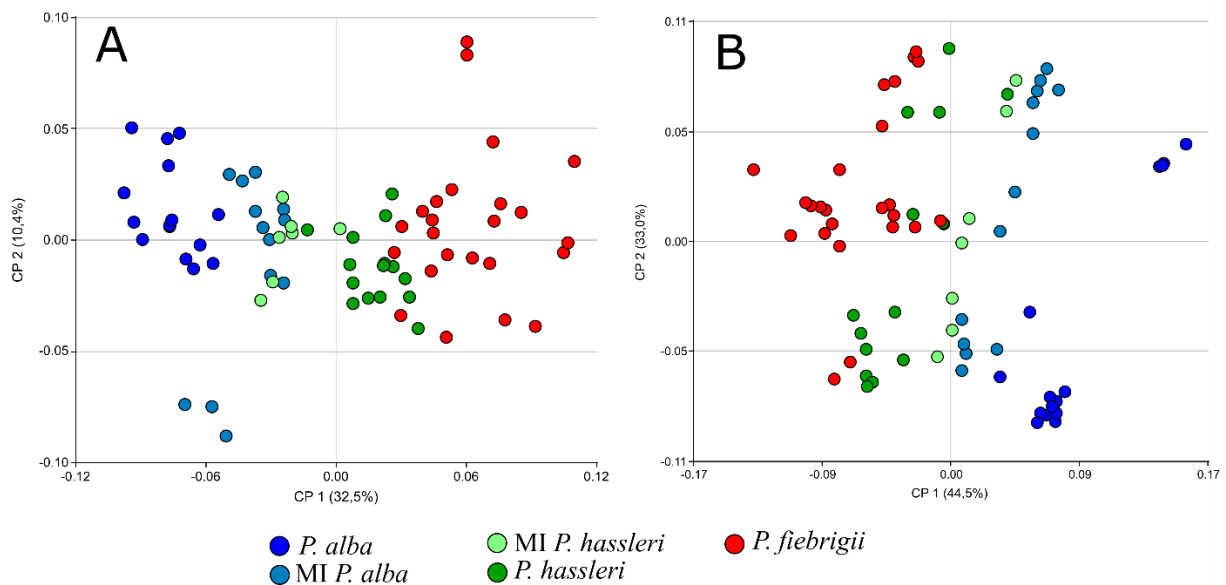 A
CP 2 (10,4%)
0.10
0.05
0.00
-0.05
-0.10
-0.12
-0.06
0.00
0.06
0.12
CP 1 (32,5%)
B
CP 2 (33,0%)
0.11
0.05
0.00
-0.05
-0.11
-0.17
-0.09
0.00
0.09
0.17
CP 1 (44,5%)
P. alba
MI P. alba
MI P. hassleri
P. hassleri
P. fiebrigii